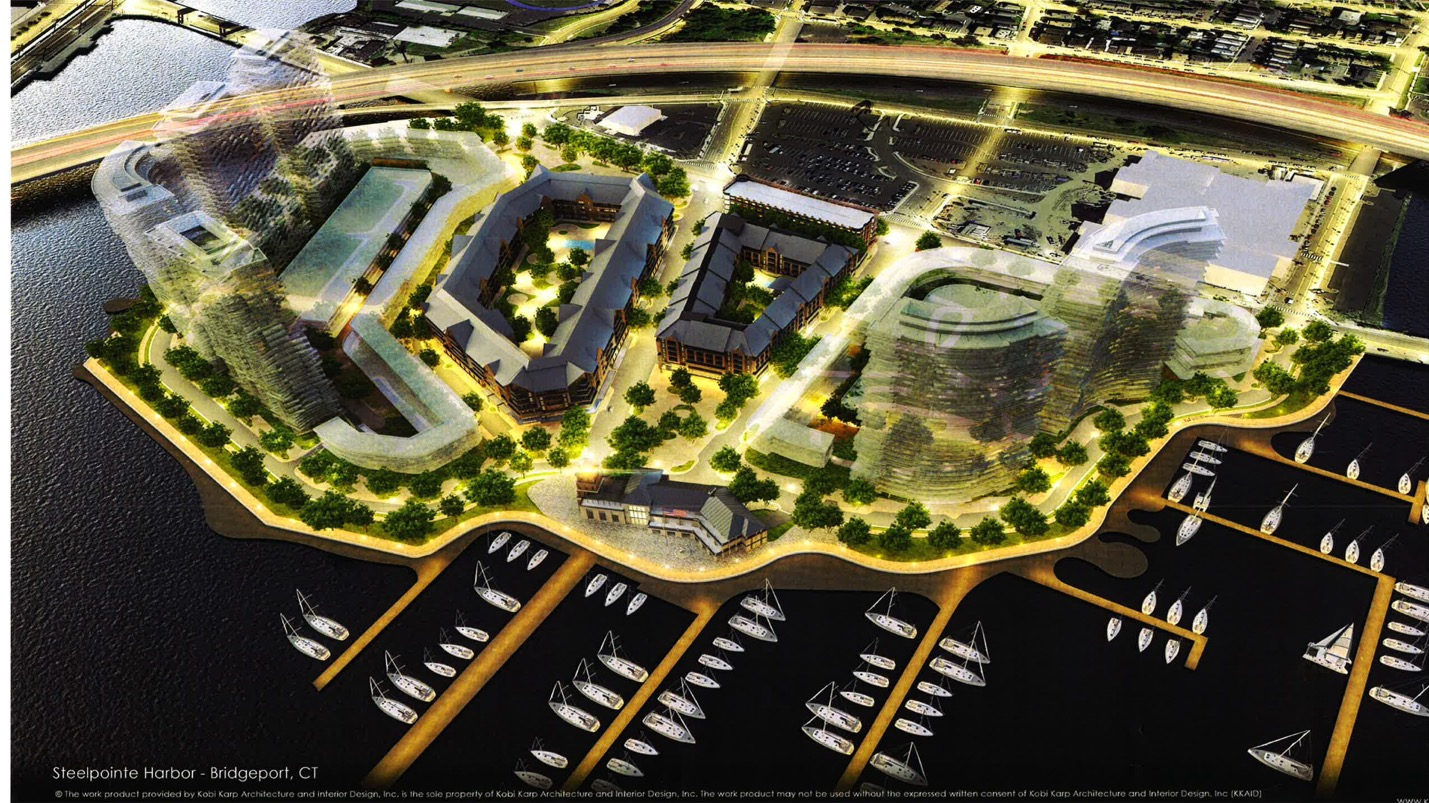 Steelpointe Harbor - Bridgeport, CT
© The work product provided by Kobi Karp Architecture and Interior Design, Inc. is the sole property of Kobi Karp Architecture and Interior Design, Inc. The work product may not be used without the expressed written consent of Kobi Karp Architecture and Interior Design, Inc (KKAID)
WWW.K